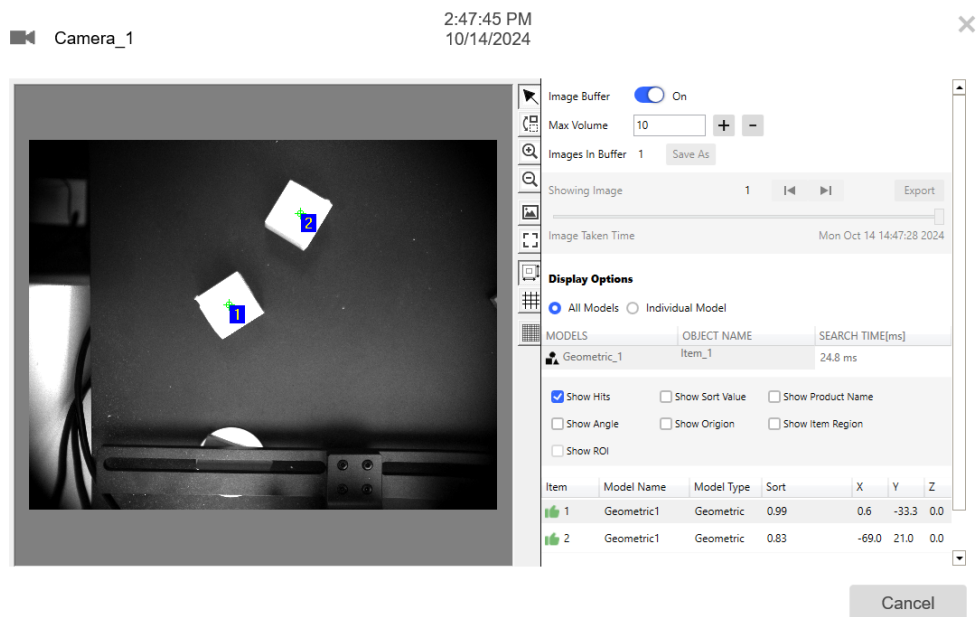 2:47:45 PM
10/14/2024
Camera_1
Image Buffer On
Max Volume 10 + -
Images In Buffer 1 Save As
Showing Image 1 Export
Image Taken Time Mon Oct 14 14:47:28 2024
Display Options
All Models Individual Model
MODELS OBJECT NAME SEARCH TIME[ms]
Geometric_1 Item_1 24.8 ms
Show Hits Show Sort Value Show Product Name
Show Angle Show Origion Show Item Region
Show ROI
Item Model Name Model Type Sort X Y Z
1 Geometric1 Geometric 0.99 0.6 -33.3 0.0
2 Geometric1 Geometric 0.83 -69.0 21.0 0.0
2
1
Cancel